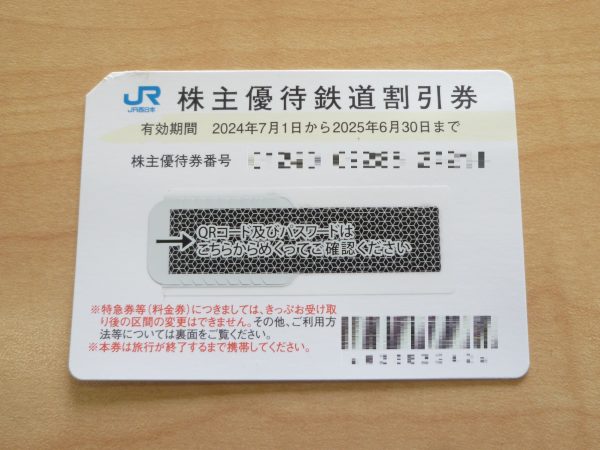 JR
JR西日本
株主優待鉄道割引券
有効期間 2024年7月1日から2025年6月30日まで
株主優待券番号
QRコード及びパスワードは
こちらからめくってご確認ください
※特急券等(料金券)につきましては、きっぷお受け取
り後の区間の変更はできません。その他、ご利用方
法等については裏面をご覧ください。
※本券は旅行が終了するまで携帯してください。